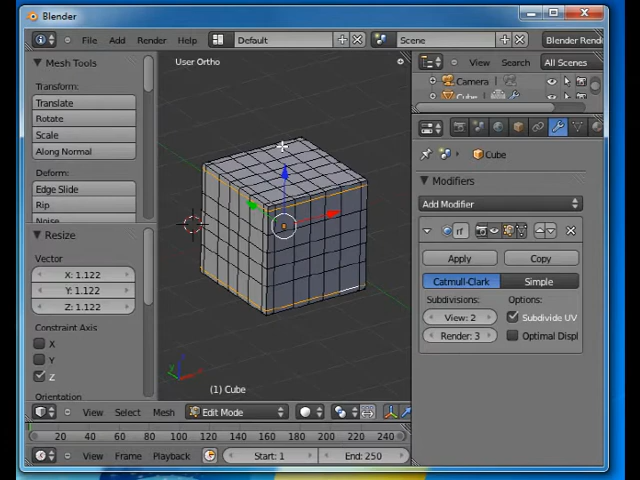 Blender
File Add Render Help Default Scene Blender Rend
Mesh Tools
User Ortho
View Search All Scenes
Camera
Cube
Transform:
Translate
Rotate
Scale
Along Normal
Cube
Modifiers
Deform:
Edge Slide
Rip
Noise
Add Modifier
Resize
rf
Apply Copy
Vector
X: 1.122
Y: 1.122
Z: 1.122
Catmull-Clark Simple
Subdivisions: Options:
View: 2 Subdivide UV
Render: 3 Optimal Displ
Constraint Axis
X
Y
Z
Orientation
(1) Cube
View Select Mesh Edit Mode
20 40 60 80 100 120 140 160 180 200 220 240
View Frame Playback Start: 1 End: 250